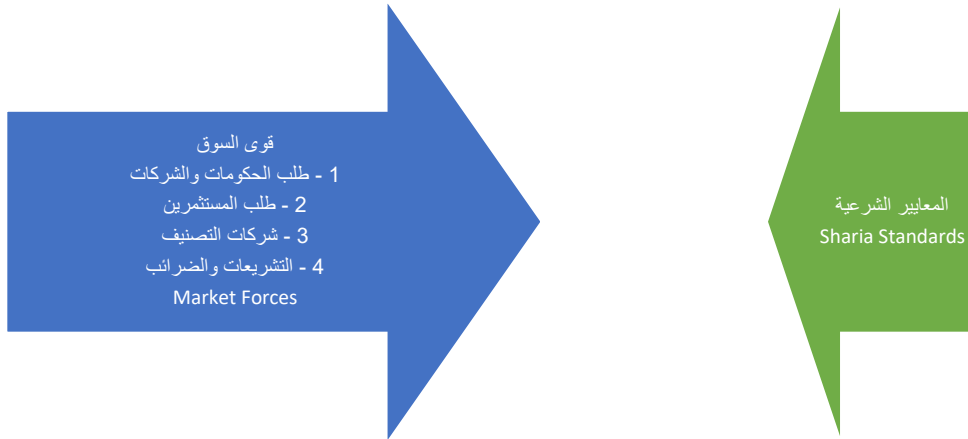 قوى السوق
1 - طلب الحكومات والشركات
2 - طلب المستثمرين
3 - شركات التصنيف
4 - التشريعات والضرائب
Market Forces
المعايير الشرعية
Sharia Standards